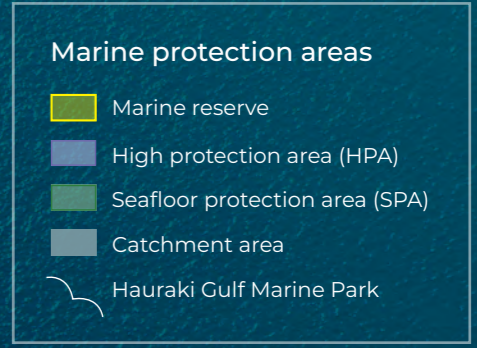 Marine protection areas
Marine reserve
High protection area (HPA)
Seafloor protection area (SPA)
Catchment area
Hauraki Gulf Marine Park